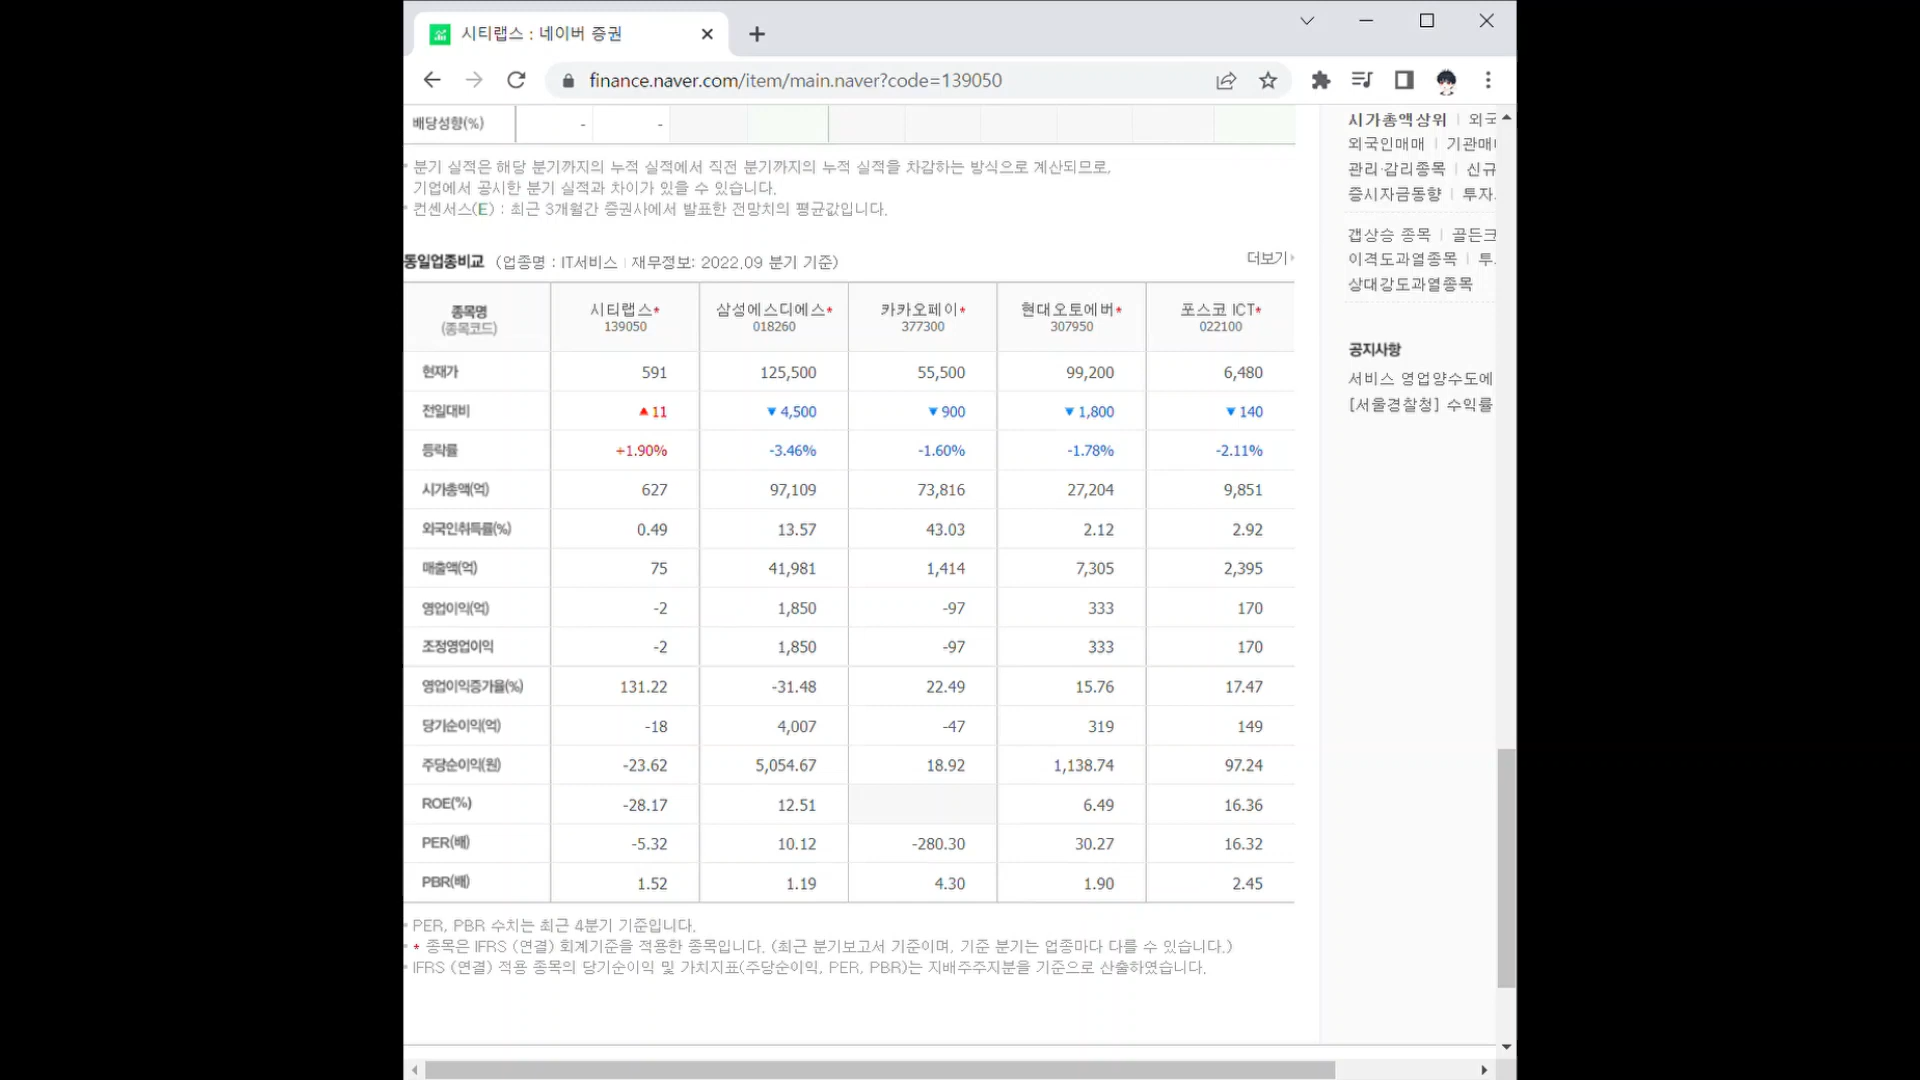 시티랩스 : 네이버 증권
finance.naver.com/item/main.naver?code=139050
배당성향(%) - -
분기 실적은 해당 분기까지의 누적 실적에서 직전 분기까지의 누적 실적을 차감하는 방식으로 계산되므로,
기업에서 공시한 분기 실적과 차이가 있을 수 있습니다.
컨센서스(E) : 최근 3개월간 증권사에서 발표한 전망치의 평균값입니다.
동일업종비교 (업종명 : IT서비스 | 재무정보: 2022.09 분기 기준) 더보기
종목명 시티랩스* 삼성에스디에스* 카카오페이* 현대오토에버* 포스코 ICT*
(종목코드) 139050 018260 377300 307950 022100
현재가 591 125,500 55,500 99,200 6,480
전일대비 ▲11 ▼4,500 ▼900 ▼1,800 ▼140
등락률 +1.90% -3.46% -1.60% -1.78% -2.11%
시가총액(억) 627 97,109 73,816 27,204 9,851
외국인취득률(%) 0.49 13.57 43.03 2.12 2.92
매출액(억) 75 41,981 1,414 7,305 2,395
영업이익(억) -2 1,850 -97 333 170
조정영업이익 -2 1,850 -97 333 170
영업이익증가율(%) 131.22 -31.48 22.49 15.76 17.47
당기순이익(억) -18 4,007 -47 319 149
주당순이익(원) -23.62 5,054.67 18.92 1,138.74 97.24
ROE(%) -28.17 12.51 6.49 16.36
PER(배) -5.32 10.12 -280.30 30.27 16.32
PBR(배) 1.52 1.19 4.30 1.90 2.45
PER, PBR 수치는 최근 4분기 기준입니다.
* 종목은 IFRS (연결) 회계기준을 적용한 종목입니다. (최근 분기보고서 기준이며, 기준 분기는 업종마다 다를 수 있습니다.)
IFRS (연결) 적용 종목의 당기순이익 및 가치지표(주당순이익, PER, PBR)는 지배주주지분을 기준으로 산출하였습니다.
시가총액상위 | 외국
외국인매매 | 기관매
관리·감리종목 | 신규
증시자금동향 | 투자
갭상승 종목 | 골든크
이격도과열종목 | 투
상대강도과열종목
공지사항
서비스 영업양수도에
[서울경찰청] 수익률